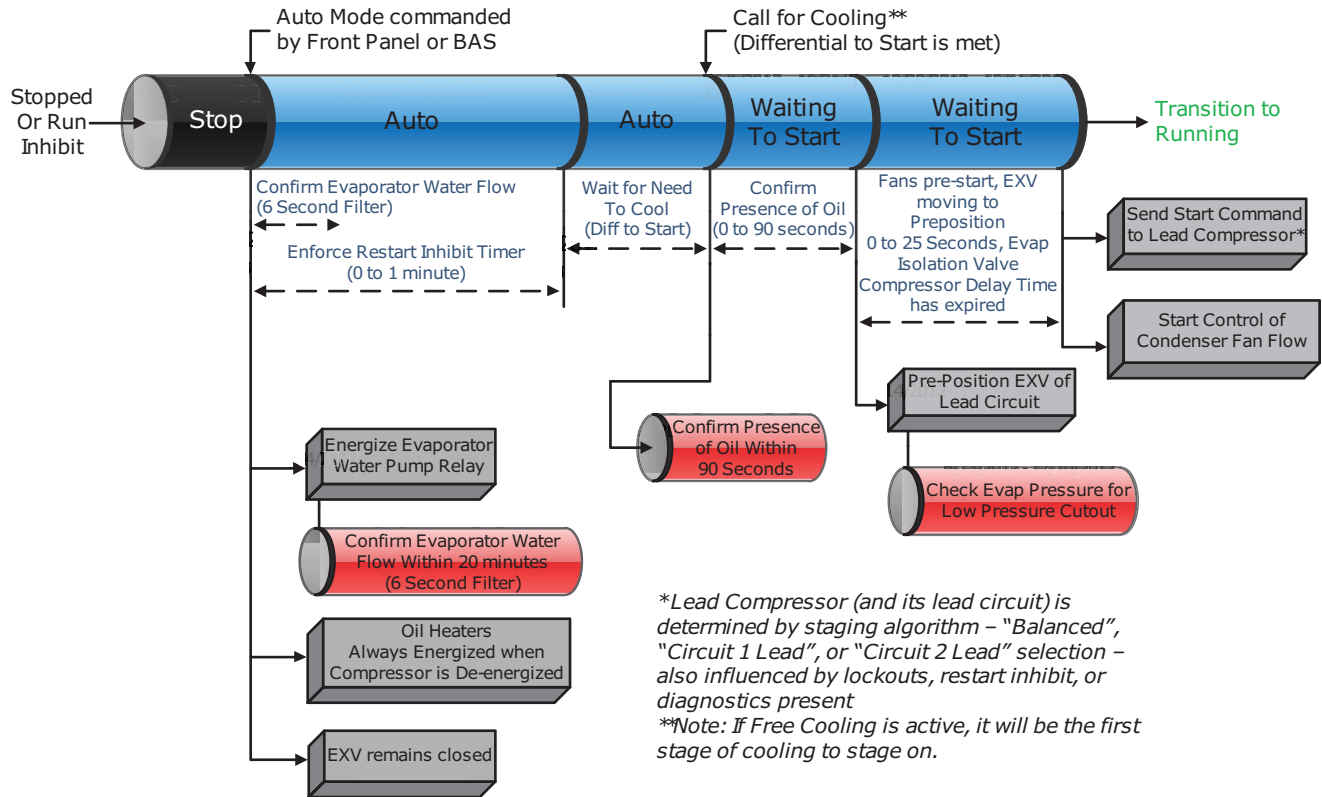 Auto Mode commanded
by Front Panel or BAS
Call for Cooling**
(Differential to Start is met)
Stopped
Or Run
Inhibit
Stop
Auto
Auto
Waiting
To Start
Waiting
To Start
Transition to
Running
Confirm Evaporator Water Flow
(6 Second Filter)
Enforce Restart Inhibit Timer
(0 to 1 minute)
Wait for Need
To Cool
(Diff to Start)
Confirm
Presence of Oil
(0 to 90 seconds)
Fans pre-start, EXV
moving to
Preposition
0 to 25 Seconds, Evap
Isolation Valve
Compressor Delay Time
has expired
Send Start Command
to Lead Compressor*
Start Control of
Condenser Fan Flow
Pre-Position EXV of
Lead Circuit
Check Evap Pressure for
Low Pressure Cutout
Confirm Presence
of Oil Within
90 Seconds
Energize Evaporator
Water Pump Relay
Confirm Evaporator Water
Flow Within 20 minutes
(6 Second Filter)
Oil Heaters
Always Energized when
Compressor is De-energized
EXV remains closed
*Lead Compressor (and its lead circuit) is
determined by staging algorithm – “Balanced”,
“Circuit 1 Lead”, or “Circuit 2 Lead” selection –
also influenced by lockouts, restart inhibit, or
diagnostics present
**Note: If Free Cooling is active, it will be the first
stage of cooling to stage on.